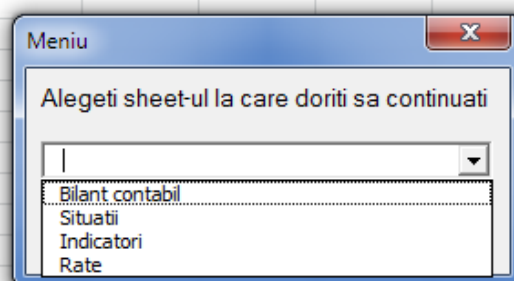 Meniu
Alegeti sheet-ul la care doriti sa continuati
Bilant contabil
Situatii
Indicatori
Rate